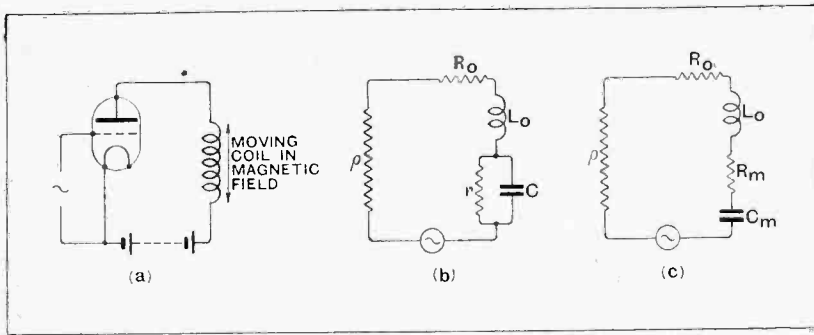 MOVING
COIL IN
MAGNETIC
FIELD
(a)
ρ
R₀
L₀
r
C
(b)
ρ
R₀
L₀
Rm
Cm
(c)